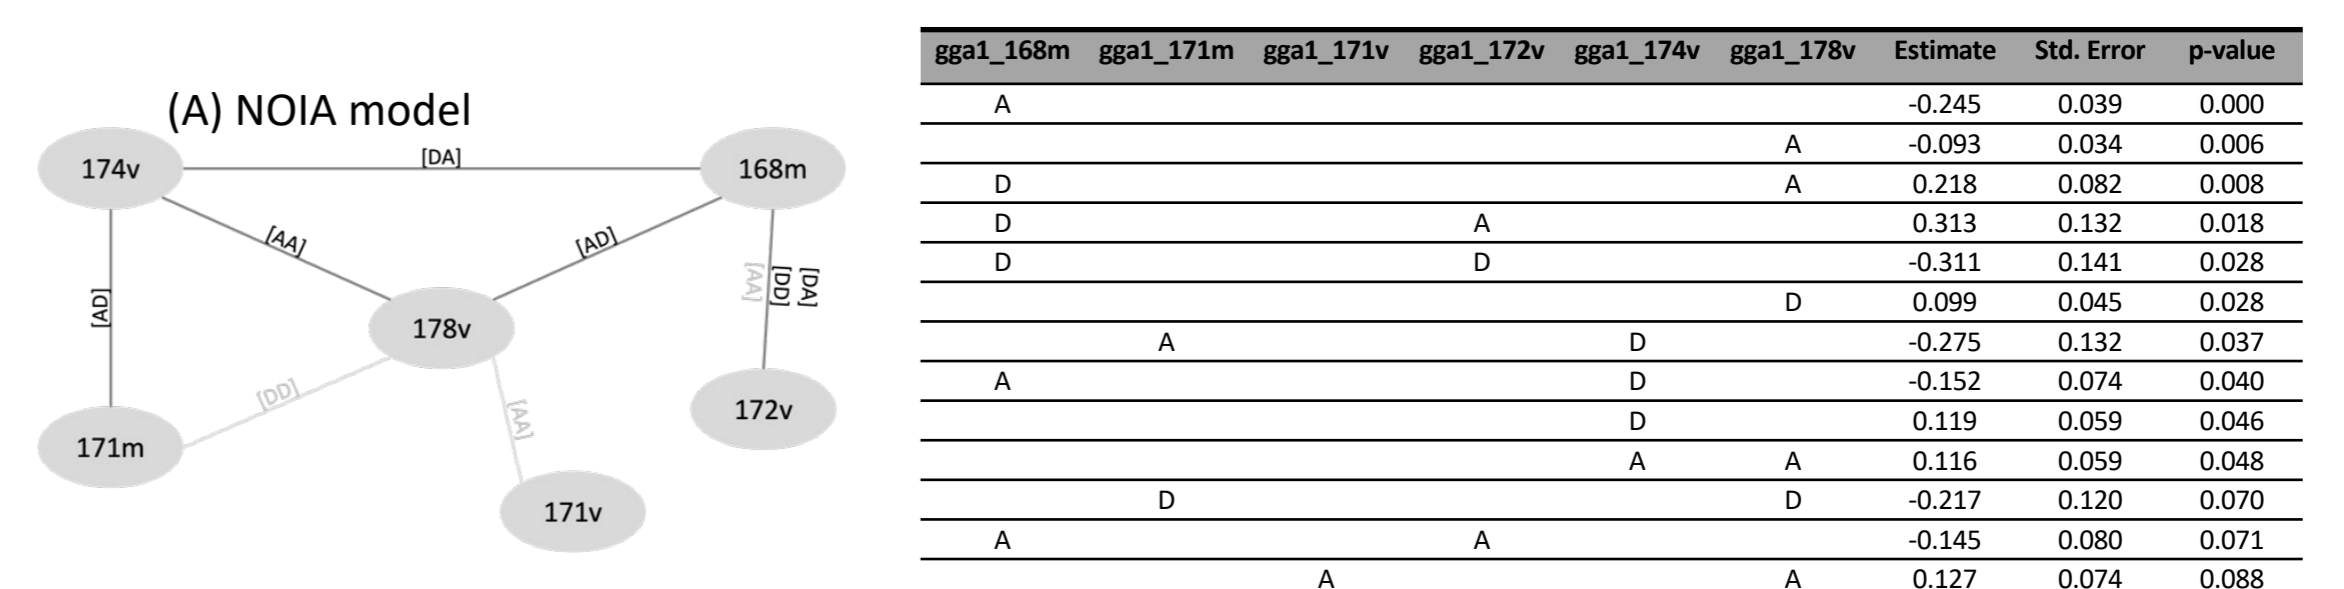 (A) NOIA model
174v
[DA]
168m
[AA]
[AD]
[AD]
[AA]
[DD]
[DA]
178v
[DD]
[AA]
172v
171m
171v
gga1_168m gga1_171m gga1_171v gga1_172v gga1_174v gga1_178v Estimate Std. Error p-value
A -0.245 0.039 0.000
A -0.093 0.034 0.006
D A 0.218 0.082 0.008
D A 0.313 0.132 0.018
D D -0.311 0.141 0.028
D 0.099 0.045 0.028
A D -0.275 0.132 0.037
A D -0.152 0.074 0.040
D 0.119 0.059 0.046
A A 0.116 0.059 0.048
D D -0.217 0.120 0.070
A A -0.145 0.080 0.071
A A 0.127 0.074 0.088